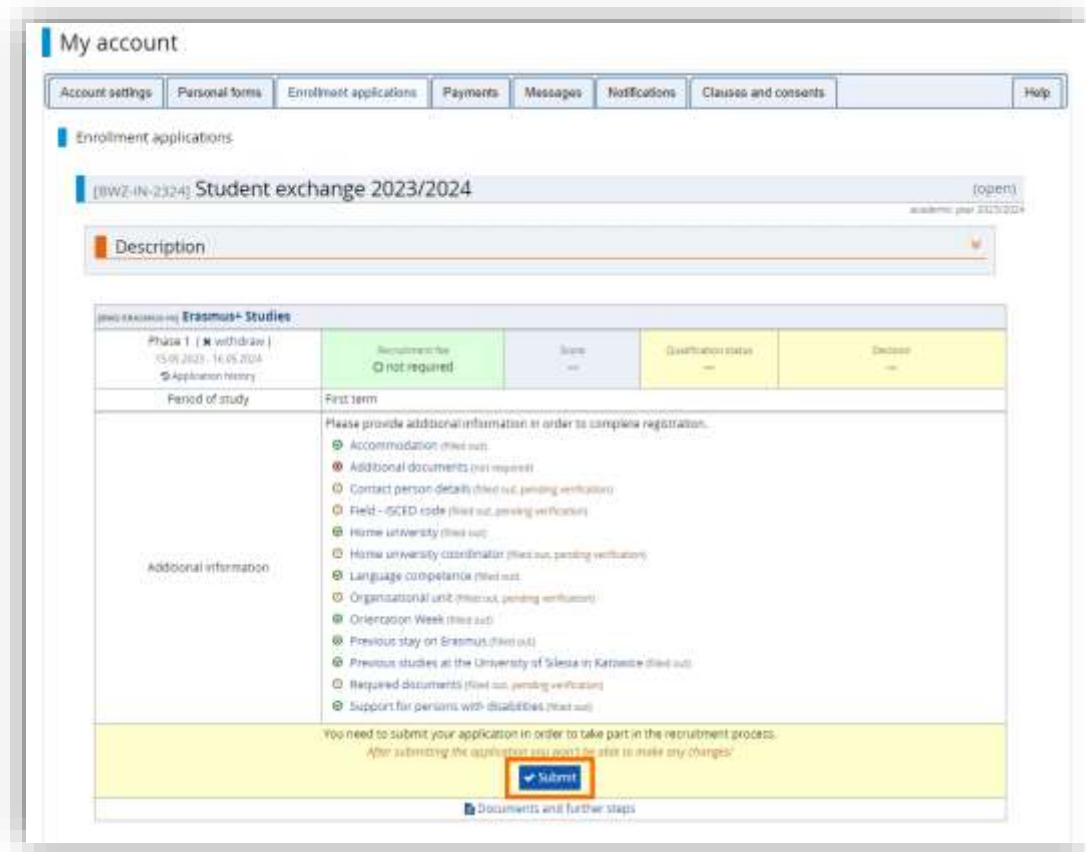 My account
Account settings Personal forms Enrollment applications Payments Messages Notifications Clauses and consents Help
Enrollment applications
[BWZ-IN-2324] Student exchange 2023/2024 (open)
academic year 2023/2024
Description
Erasmus+ Studies
Phase 1 ( withdraw )
Application history
Recruitment fee
not required
Score
---
Qualification status
---
Decision
---
Period of study First term
Additional information
Please provide additional information in order to complete registration.
Accommodation (filled out)
Additional documents (not required)
Contact person details (filled out, pending verification)
Field - ISCED code (filled out, pending verification)
Home university (filled out)
Home university coordinator (filled out, pending verification)
Language competence (filled out)
Organisational unit (filled out, pending verification)
Orientation Week (filled out)
Previous stay on Erasmus (filled out)
Previous studies at the University of Silesia in Katowice (filled out)
Required documents (filled out, pending verification)
Support for persons with disabilities (filled out)
You need to submit your application in order to take part in the recruitment process.
After submitting the application you won't be able to make any changes!
Submit
Documents and further steps